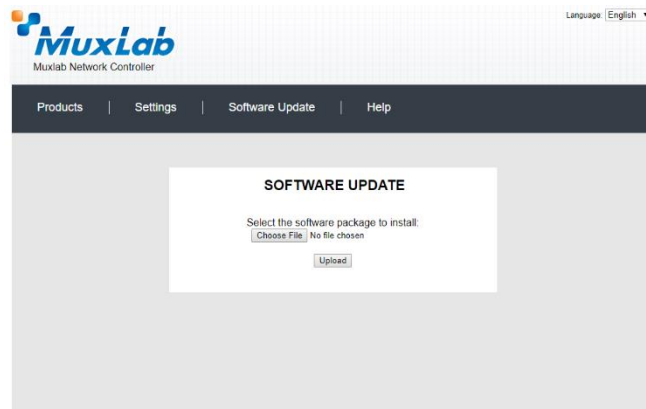 Language: English
MuxLab
Muxlab Network Controller
Products | Settings | Software Update | Help
SOFTWARE UPDATE
Select the software package to install:
Choose File No file chosen
Upload